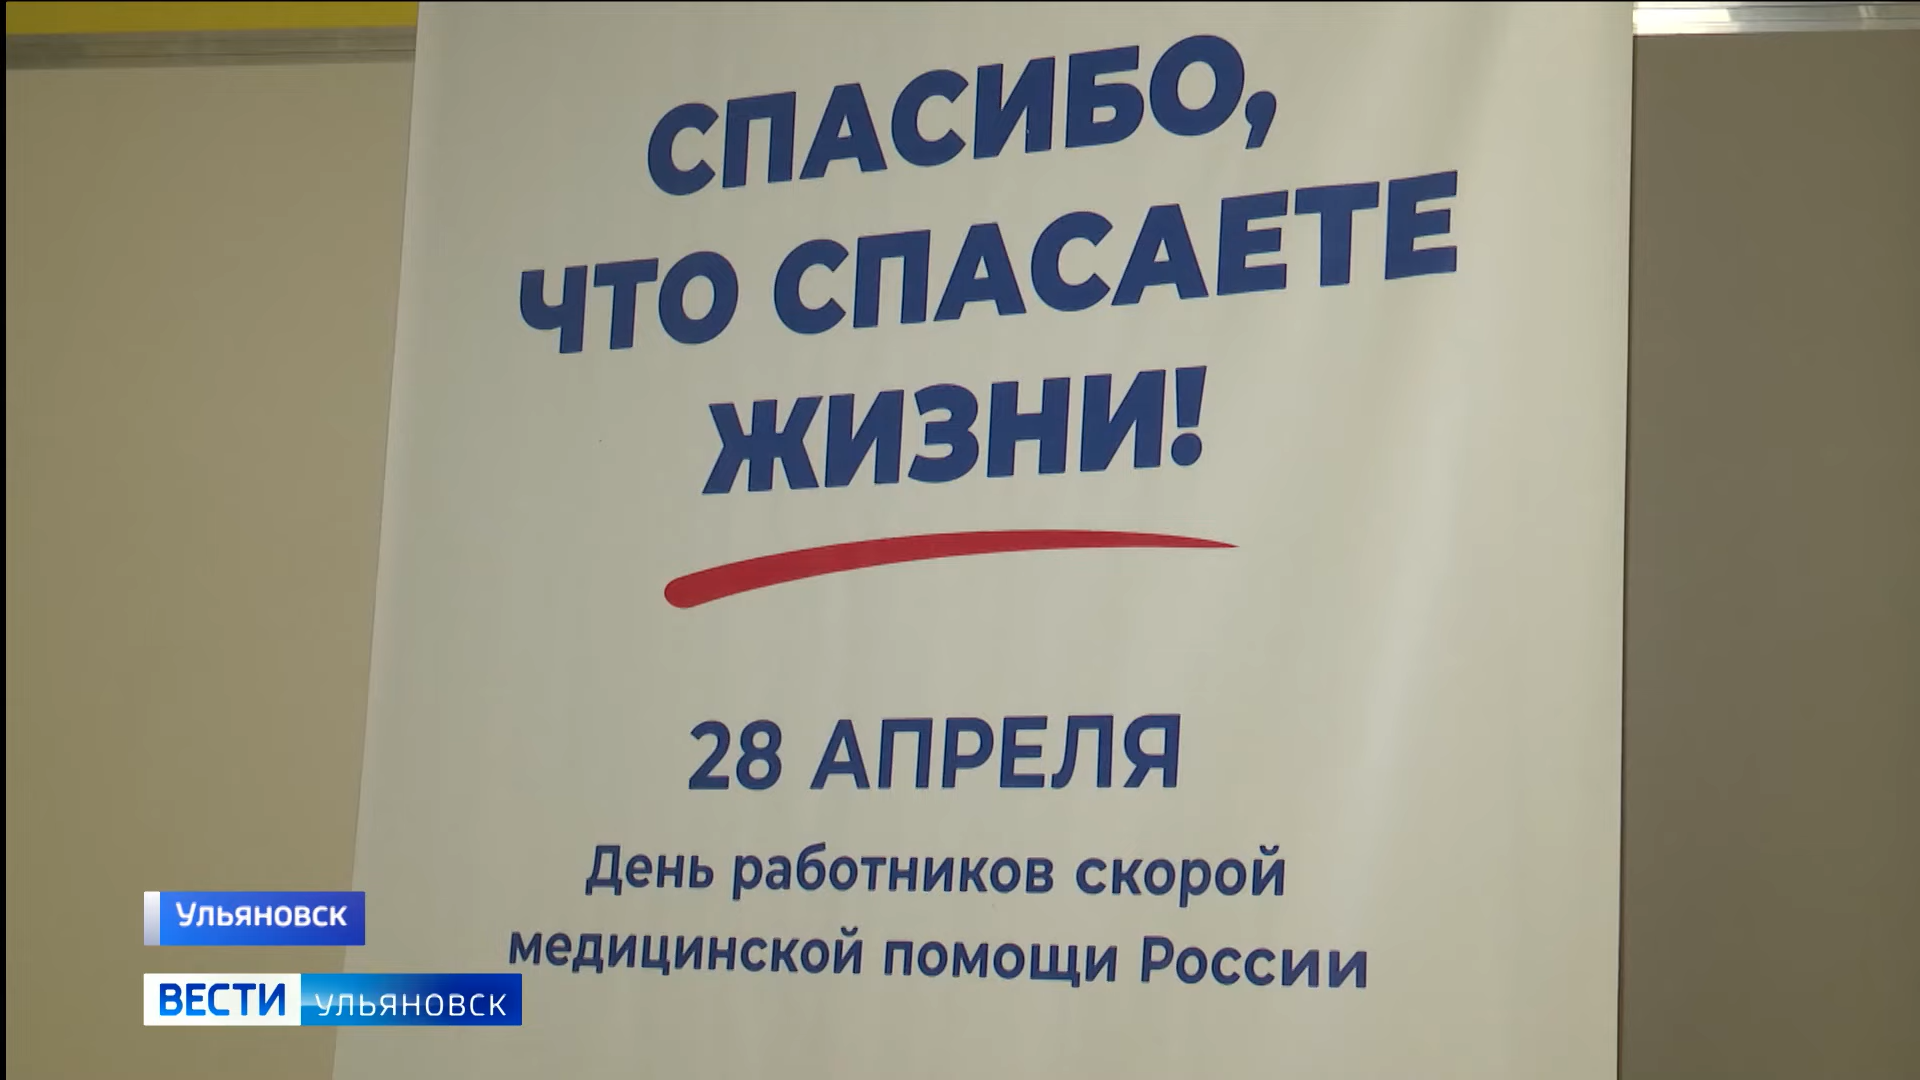 СПАСИБО,
ЧТО СПАСАЕТЕ
ЖИЗНИ!
28 АПРЕЛЯ
День работников скорой
медицинской помощи России
Ульяновск
ВЕСТИ УЛЬЯНОВСК